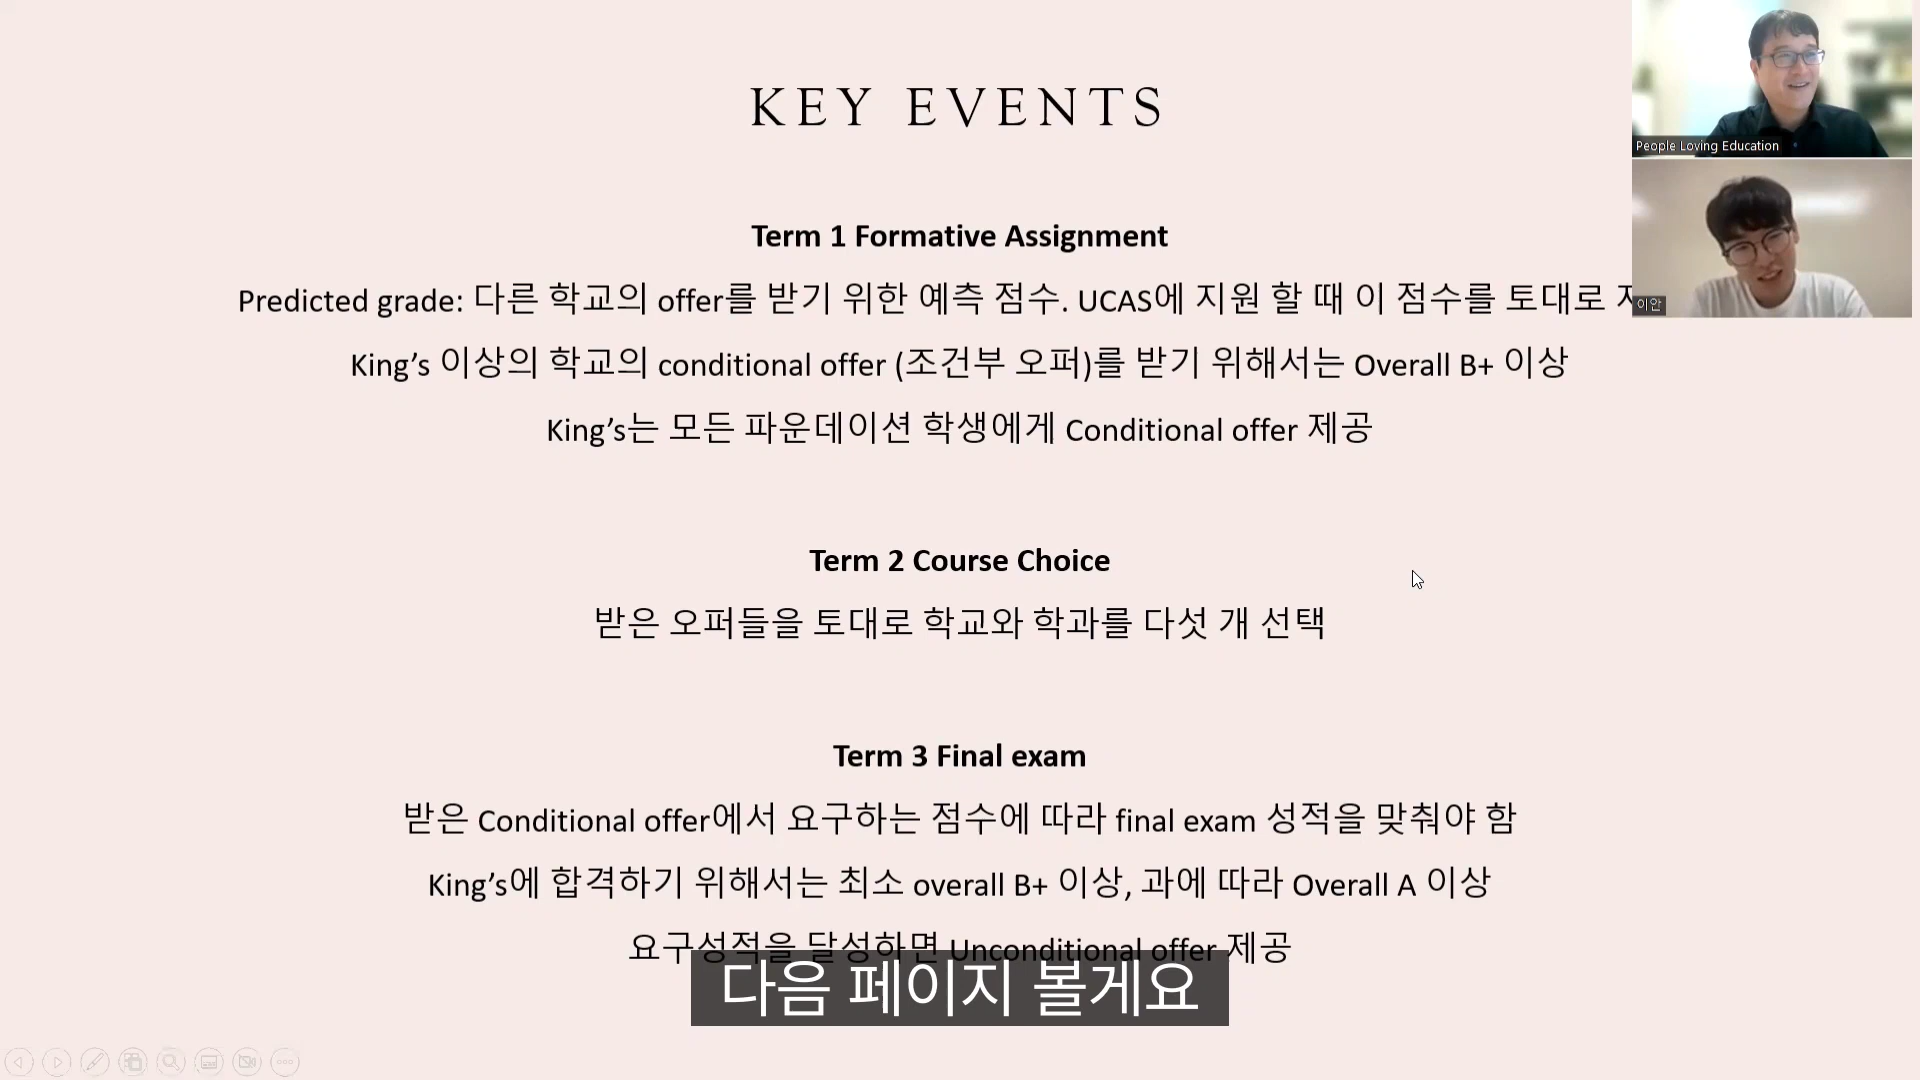 KEY EVENTS
People Loving Education
이안
Term 1 Formative Assignment
Predicted grade: 다른 학교의 offer를 받기 위한 예측 점수. UCAS에 지원 할 때 이 점수를 토대로
King’s 이상의 학교의 conditional offer (조건부 오퍼)를 받기 위해서는 Overall B+ 이상
King’s는 모든 파운데이션 학생에게 Conditional offer 제공
Term 2 Course Choice
받은 오퍼들을 토대로 학교와 학과를 다섯 개 선택
Term 3 Final exam
받은 Conditional offer에서 요구하는 점수에 따라 final exam 성적을 맞춰야 함
King’s에 합격하기 위해서는 최소 overall B+ 이상, 과에 따라 Overall A 이상
요구성적을 달성하면 Unconditional offer 제공
다음 페이지 볼게요